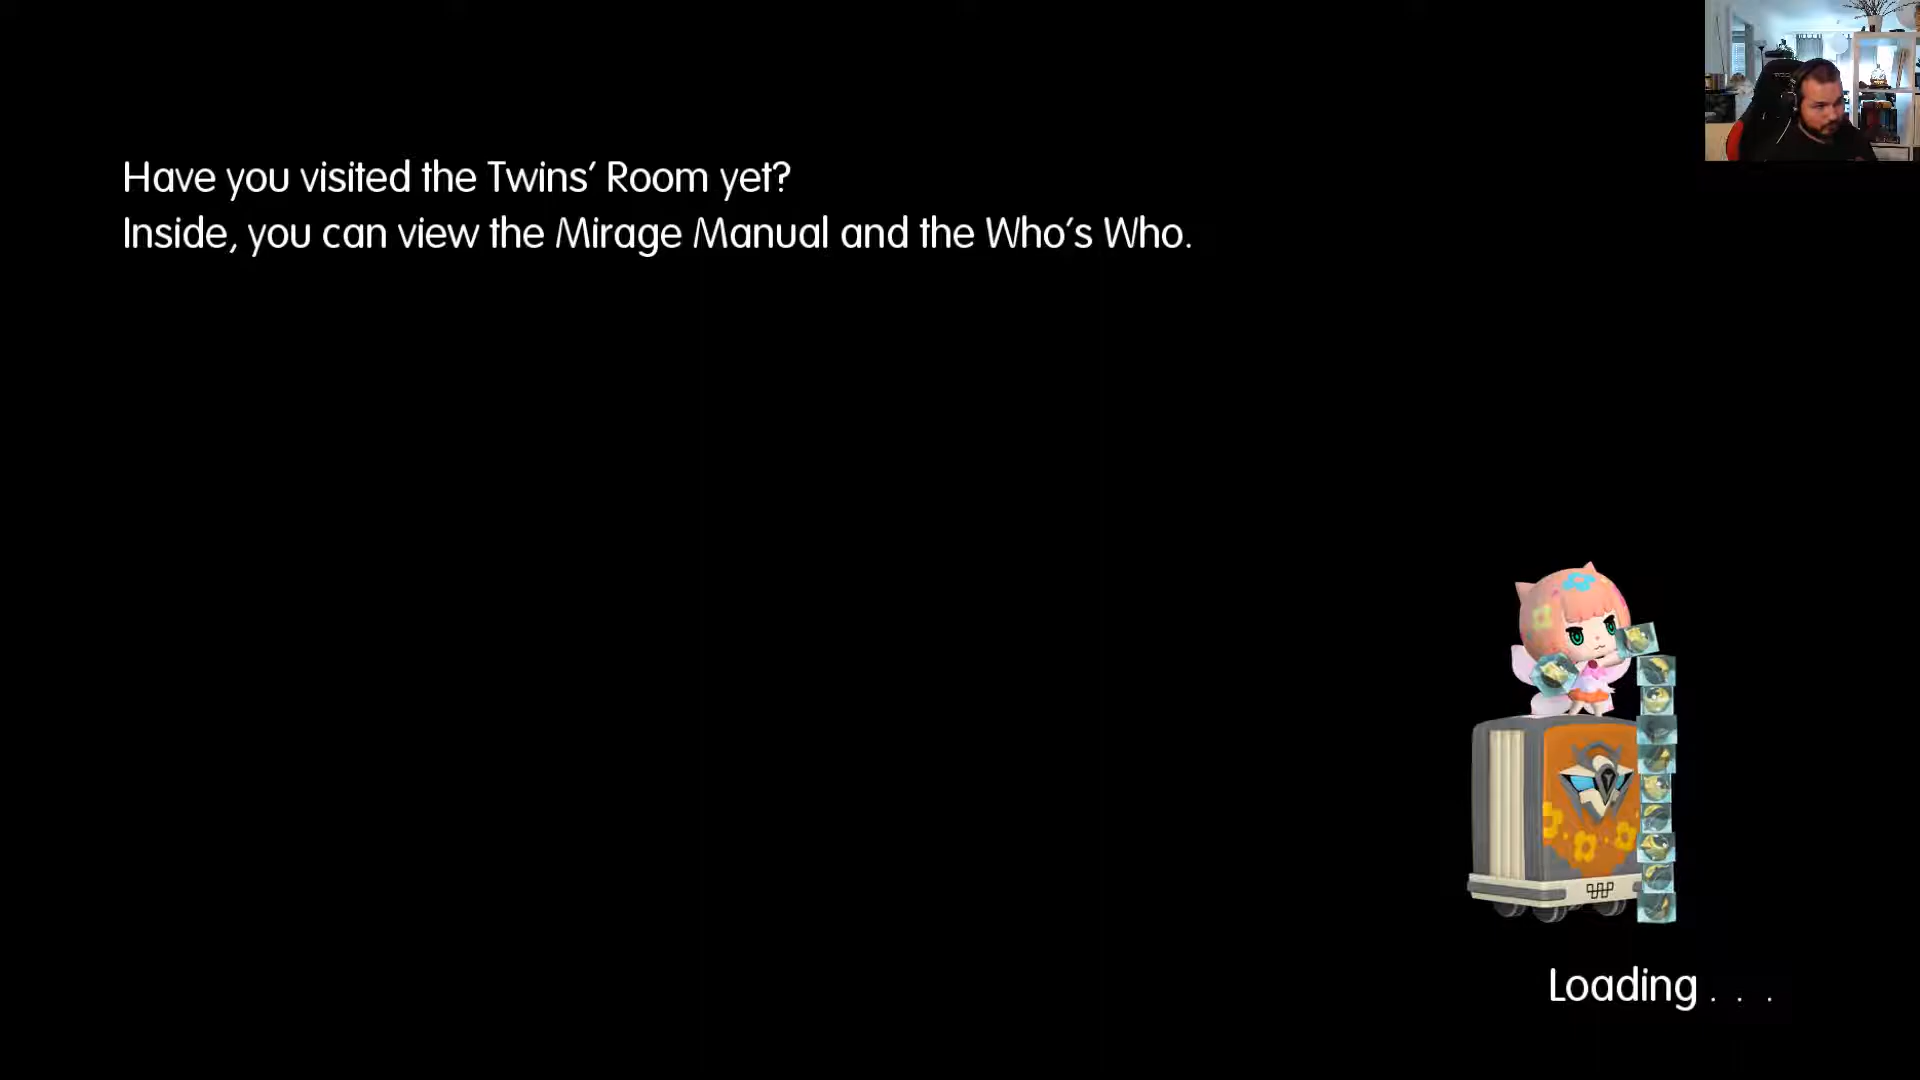 Have you visited the Twins' Room yet?
Inside, you can view the Mirage Manual and the Who's Who.
Loading . . .